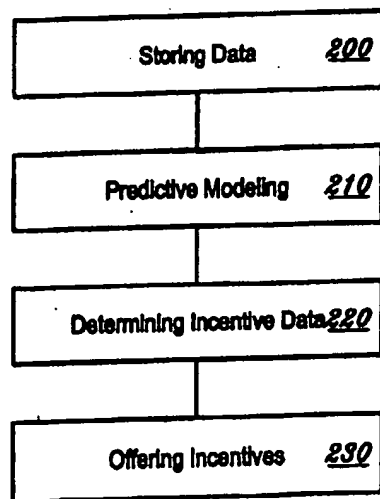 Storing Data 200
Predictive Modeling 210
Determining Incentive Data 220
Offering Incentives 230